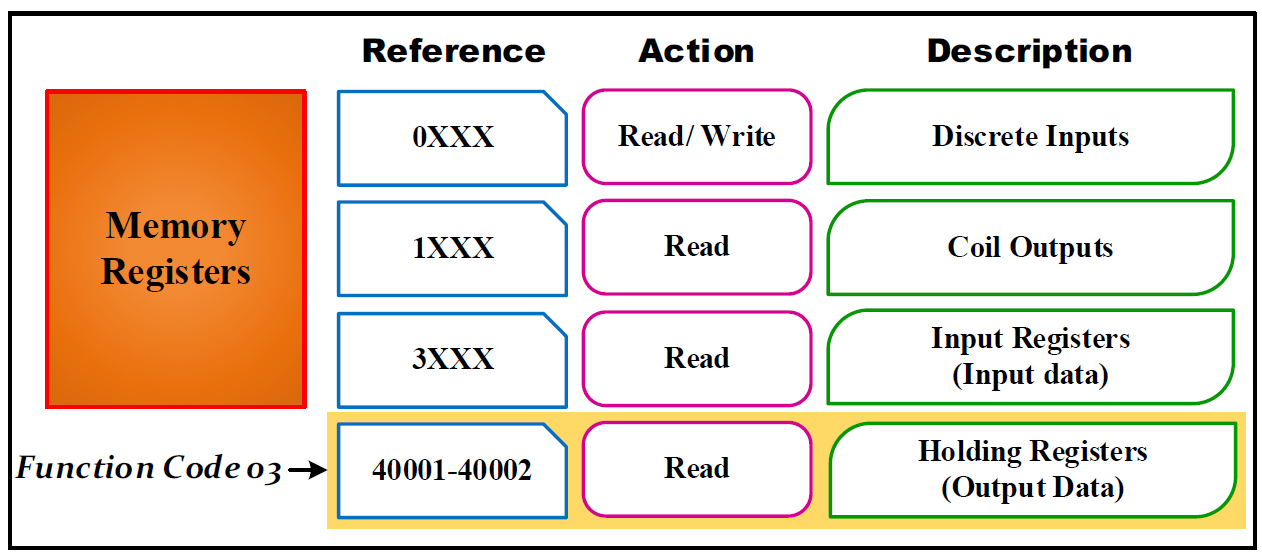 Reference Action Description
0XXX Read/ Write Discrete Inputs
Memory
Registers
1XXX Read Coil Outputs
3XXX Read Input Registers
(Input data)
Function Code 03 40001-40002 Read Holding Registers
(Output Data)